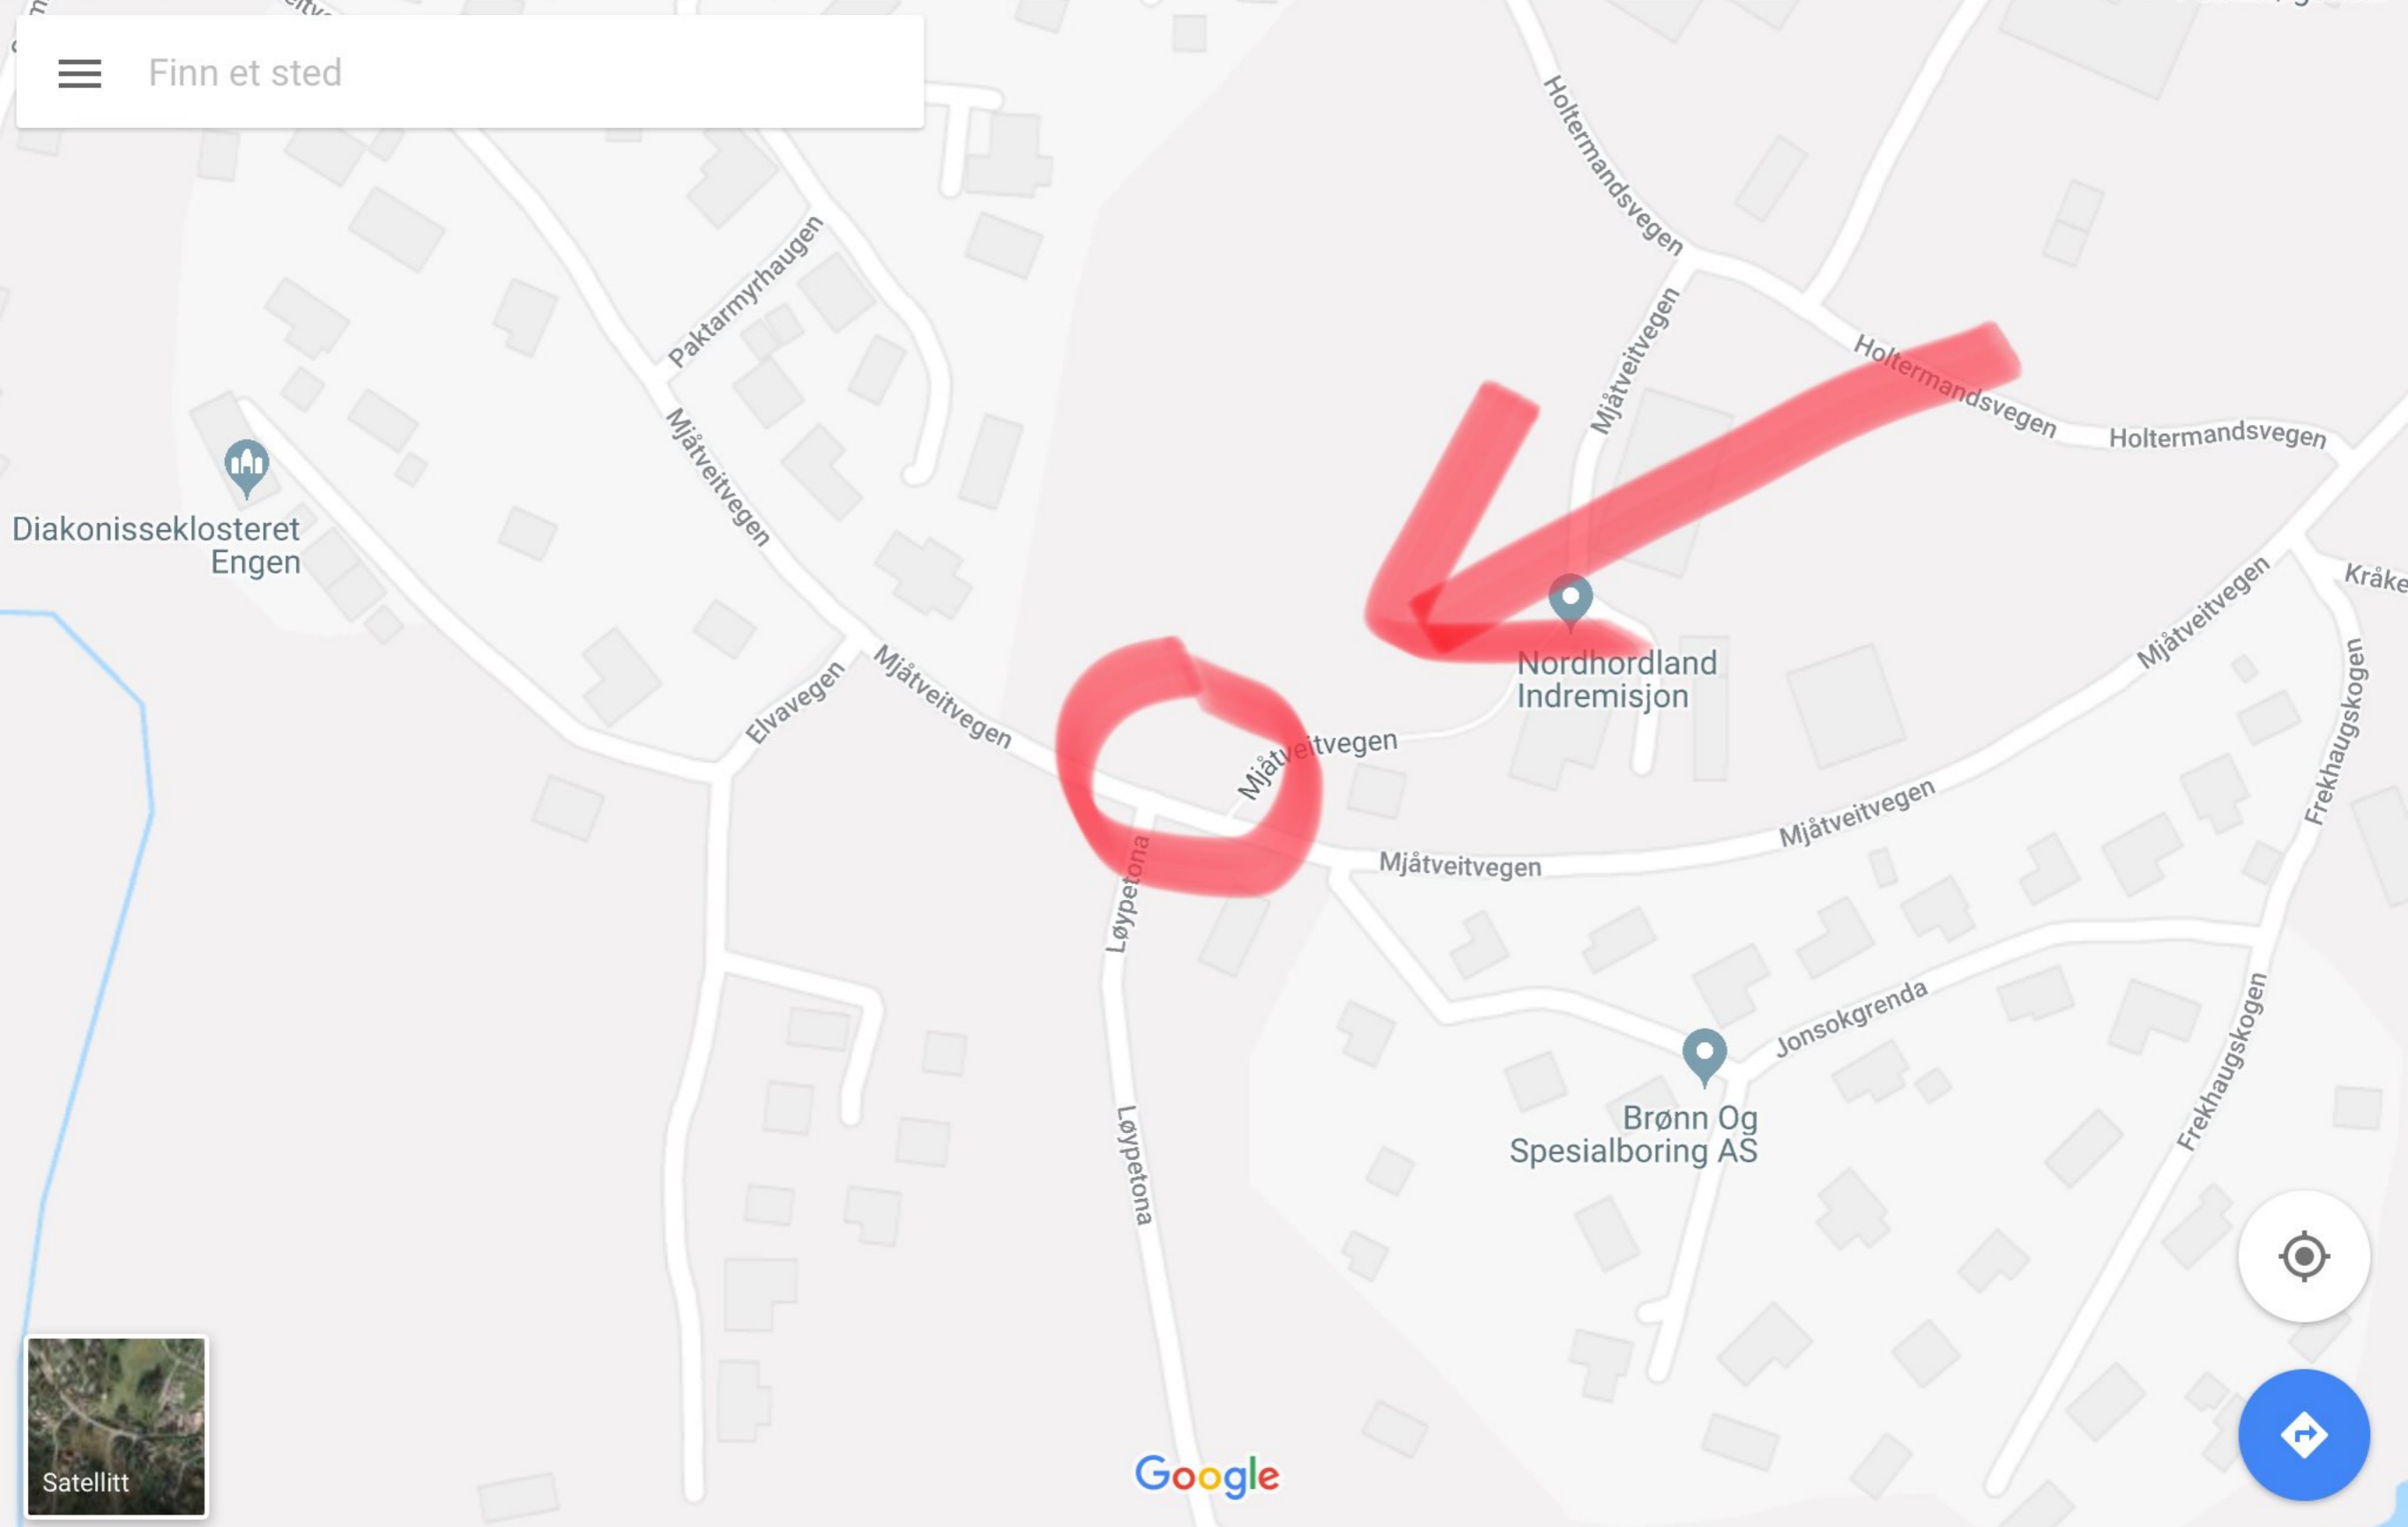 Finn et sted
Holtermandsvegen
Paktarmyrhaugen
Mjåtveitvegen
Holtermandsvegen
Holtermandsvegen
Mjåtveitvegen
Diakonisseklosteret
Engen
Mjåtveitvegen
Elvavegen
Mjåtveitvegen
Nordhordland
Indremisjon
Mjåtveitvegen
Frekhaugskogen
Mjåtveitvegen
Mjåtveitvegen
Mjåtveitvegen
Løypetona
Jonsokgrenda
Frekhaugskogen
Brønn Og
Spesialboring AS
Løypetona
Google
Satellitt